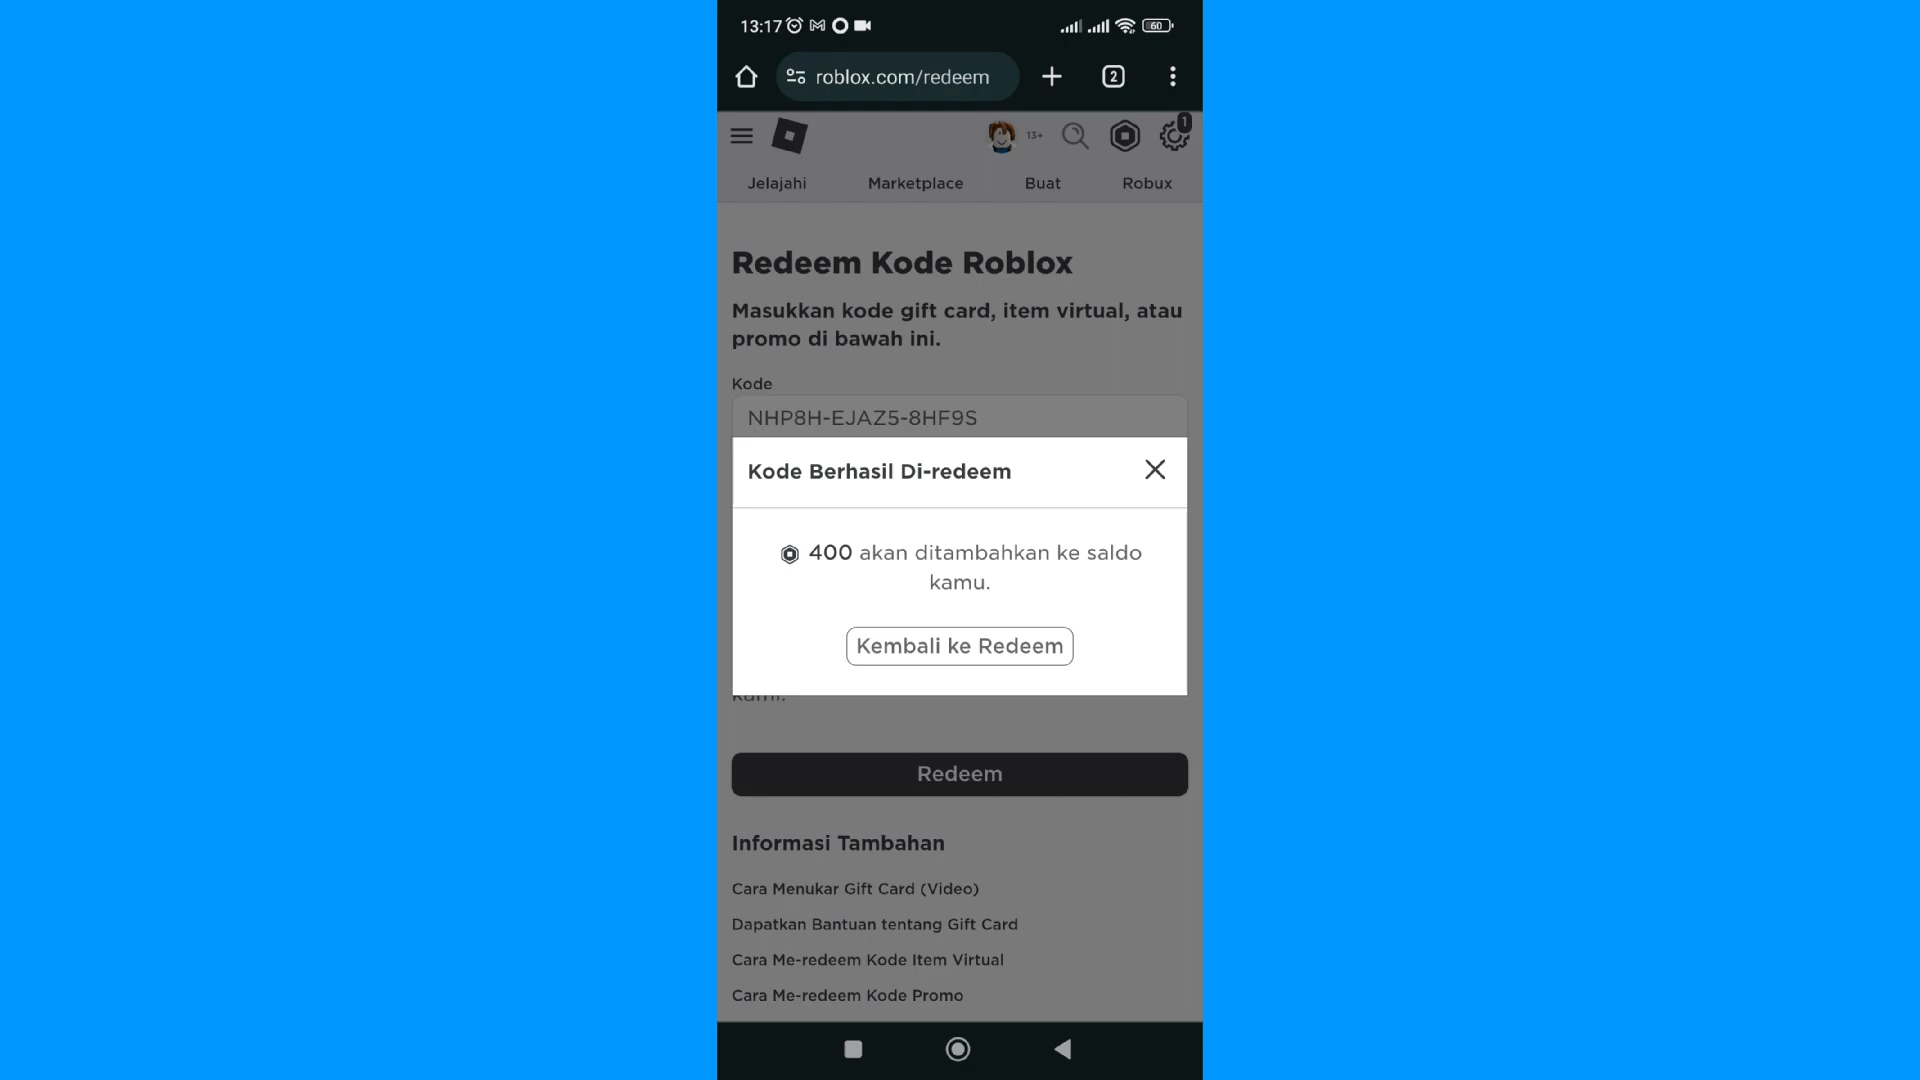 13:17
60
roblox.com/redeem
2
13+
1
Jelajahi Marketplace Buat Robux
Redeem Kode Roblox
Masukkan kode gift card, item virtual, atau
promo di bawah ini.
Kode
NHP8H-EJAZ5-8HF9S
Kode Berhasil Di-redeem
400 akan ditambahkan ke saldo
kamu.
Kembali ke Redeem
kami.
Redeem
Informasi Tambahan
Cara Menukar Gift Card (Video)
Dapatkan Bantuan tentang Gift Card
Cara Me-redeem Kode Item Virtual
Cara Me-redeem Kode Promo